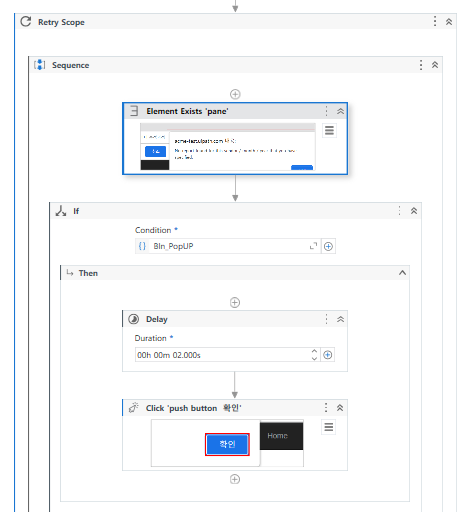 Retry Scope
Sequence
Element Exists 'pane'
If
Condition *
Bln_PopUP
Then
Delay
Duration *
00h 00m 02.000s
Click 'push button 확인'
확인
Home